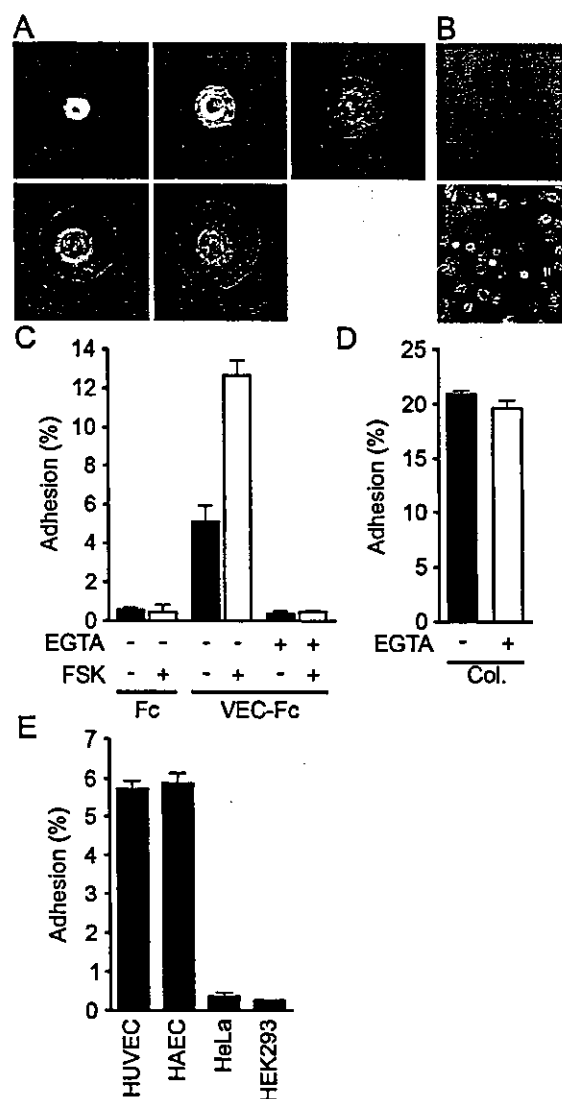 A
B
C
14
12
10
8
6
4
2
0
Adhesion (%)
EGTA - - - - + +
FSK - + - + - +
Fc VEC-Fc
D
25
20
15
10
5
0
Adhesion (%)
EGTA - +
Col.
E
7
6
5
4
3
2
1
0
Adhesion (%)
HUVEC
HAEC
HeLa
HEK293